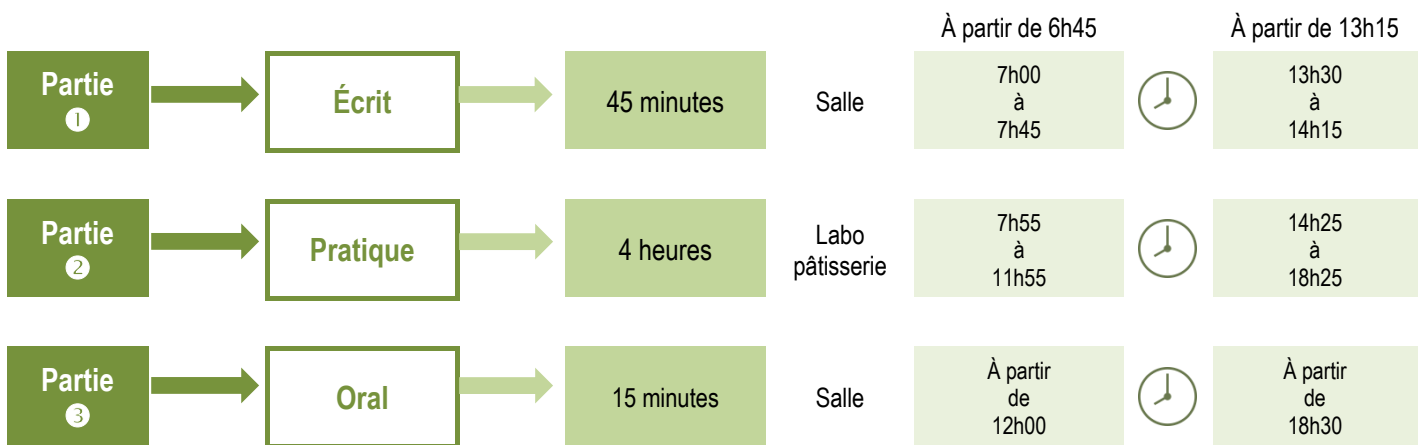 À partir de 6h45
À partir de 13h15
Partie
❶
Écrit
45 minutes
Salle
7h00
à
7h45
13h30
à
14h15
Partie
❷
Pratique
4 heures
Labo
pâtisserie
7h55
à
11h55
14h25
à
18h25
Partie
❸
Oral
15 minutes
Salle
À partir
de
12h00
À partir
de
18h30